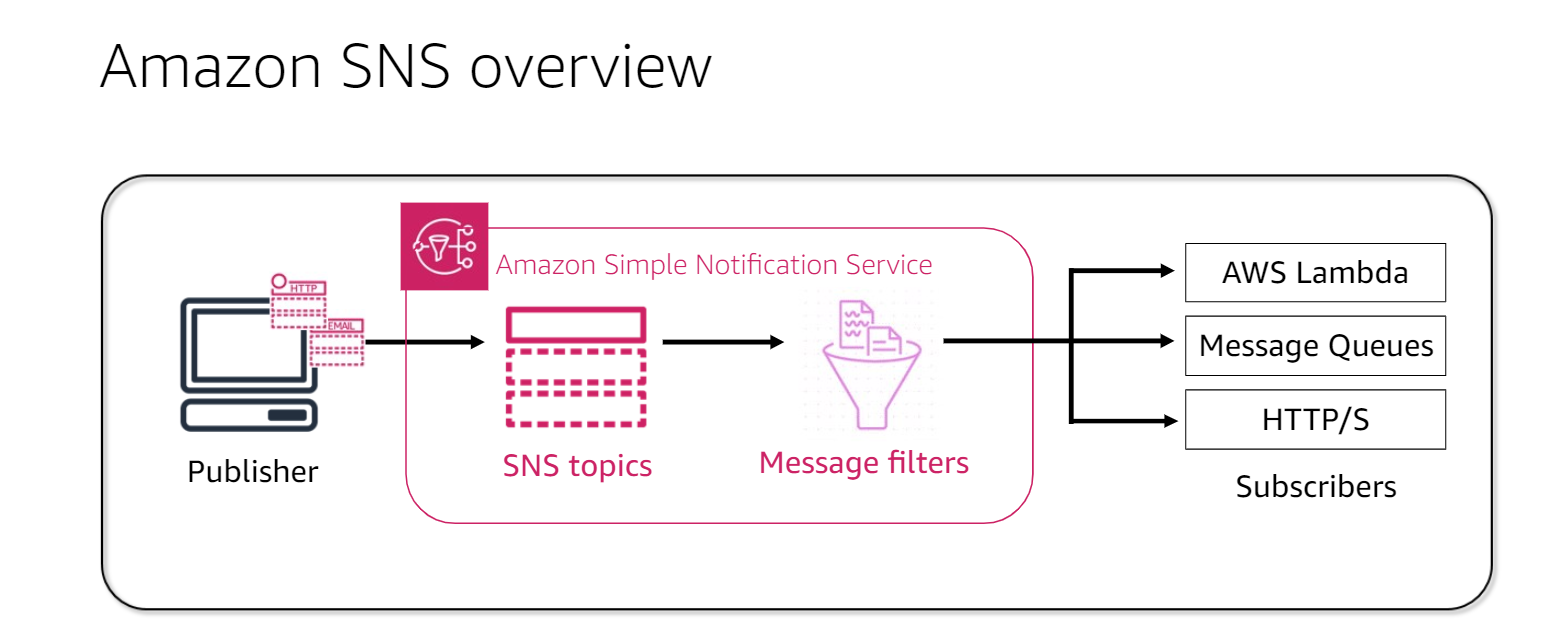 Amazon SNS overview
Amazon Simple Notification Service
HTTP
EMAIL
Publisher
SNS topics
Message filters
AWS Lambda
Message Queues
HTTP/S
Subscribers